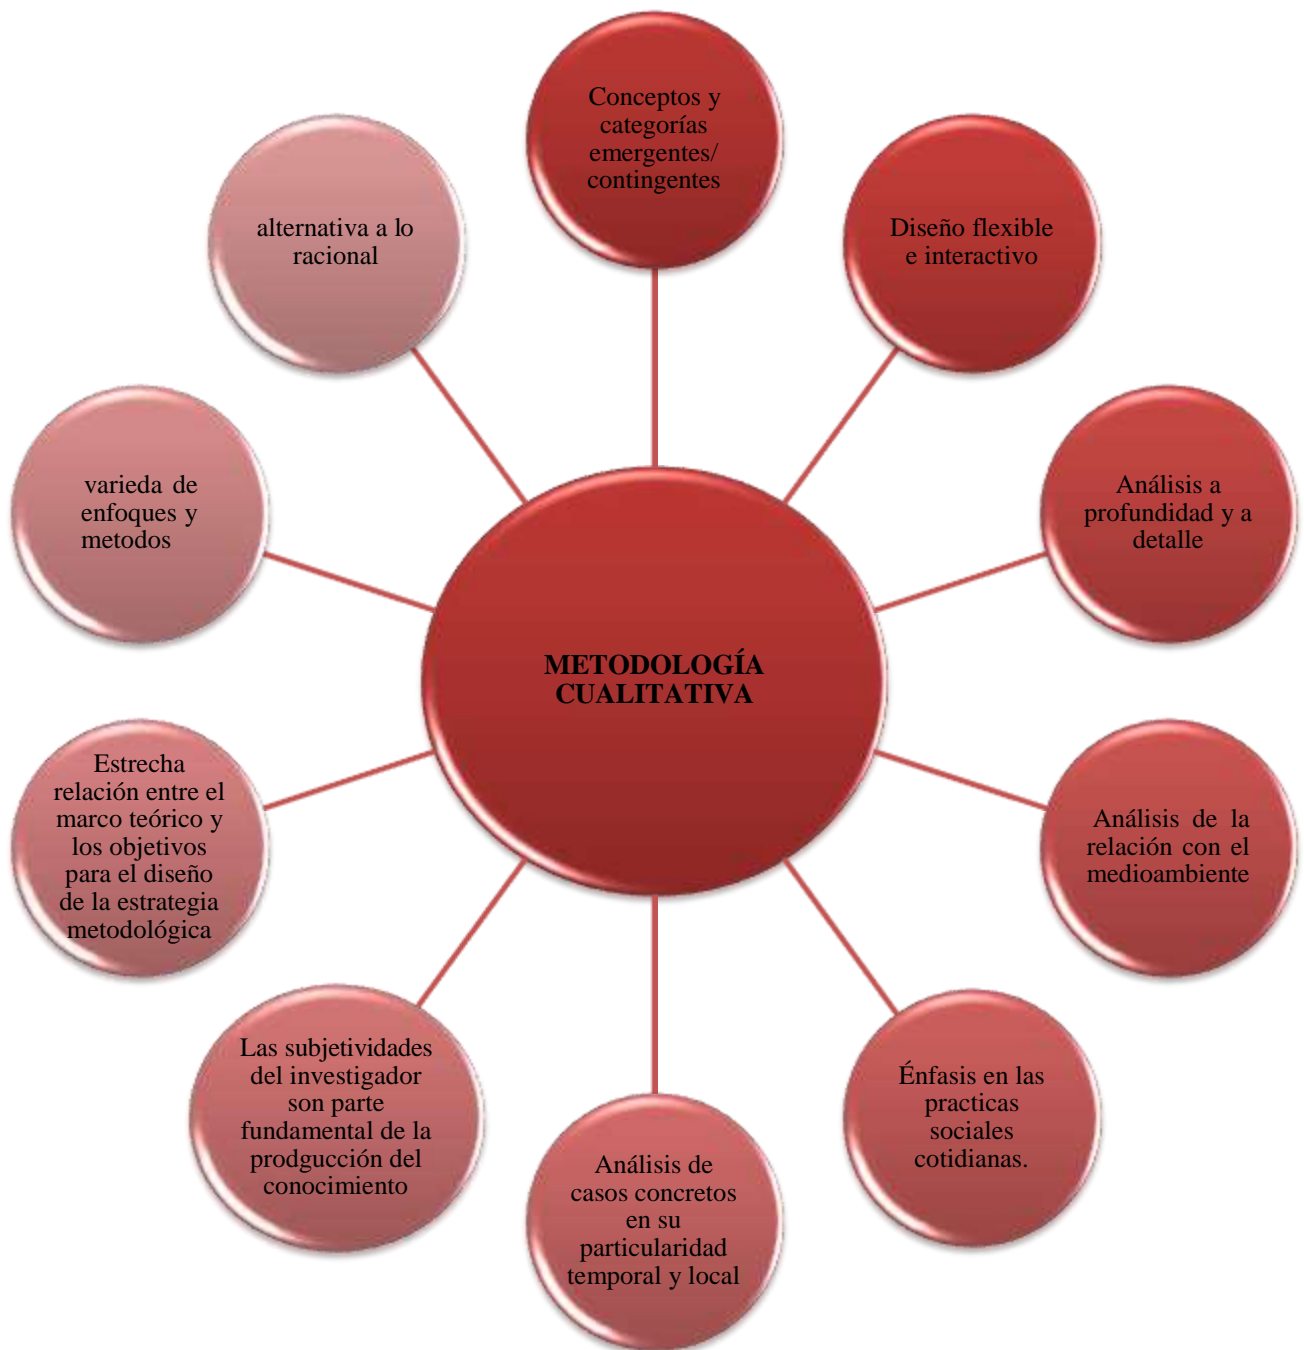 Conceptos y
categorías
emergentes/
contingentes
Diseño flexible
e interactivo
Análisis a
profundidad y a
detalle
Análisis de la
relación con el
medioambiente
Énfasis en las
practicas
sociales
cotidianas.
Análisis de
casos concretos
en su
particularidad
temporal y local
Las subjetividades
del investigador
son parte
fundamental de la
prodgucción del
conocimiento
Estrecha
relación entre el
marco teórico y
los objetivos
para el diseño
de la estrategia
metodológica
varieda de
enfoques y
metodos
alternativa a lo
racional
METODOLOGÍA
CUALITATIVA